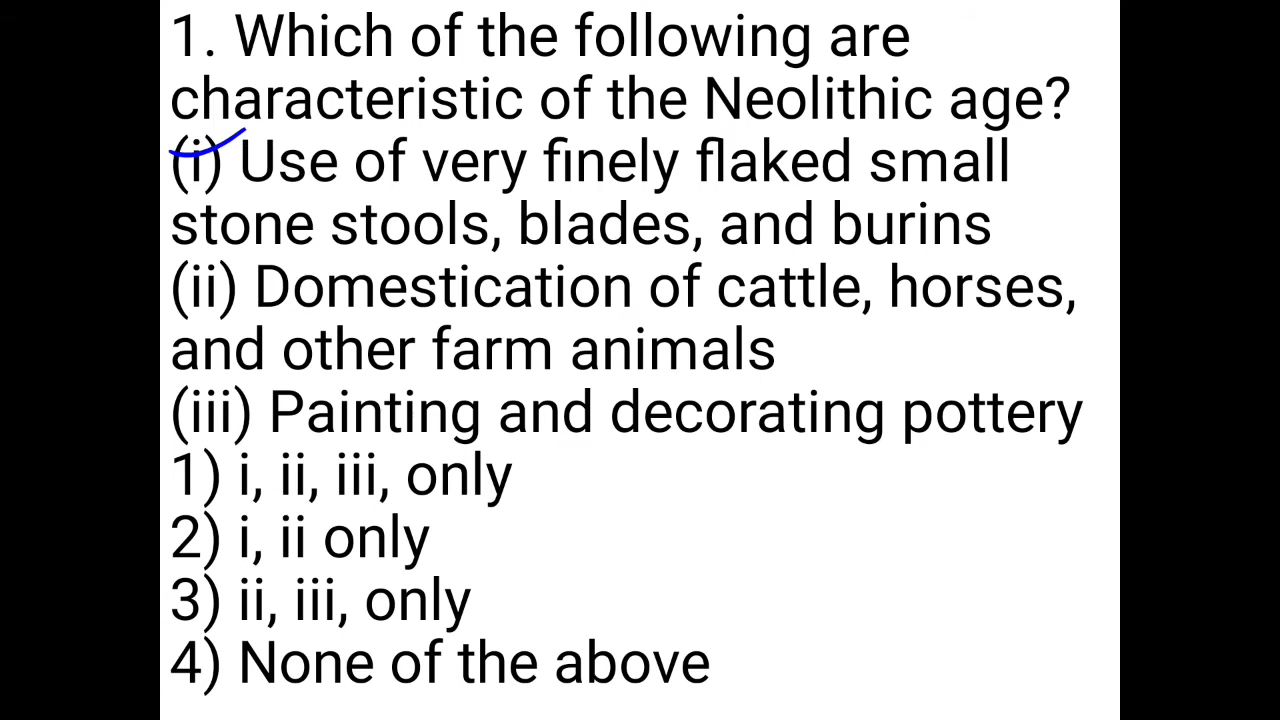 1. Which of the following are
characteristic of the Neolithic age?
(i) Use of very finely flaked small
stone stools, blades, and burins
(ii) Domestication of cattle, horses,
and other farm animals
(iii) Painting and decorating pottery
1) i, ii, iii, only
2) i, ii only
3) ii, iii, only
4) None of the above